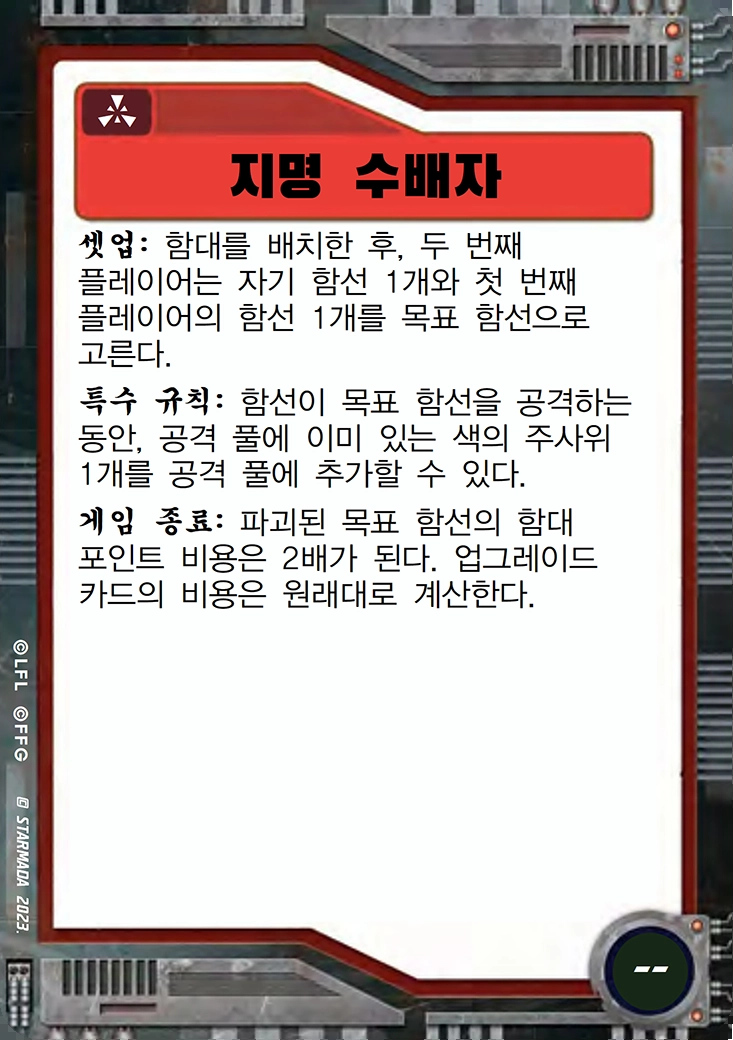 지명 수배자
셋업: 함대를 배치한 후, 두 번째
플레이어는 자기 함선 1개와 첫 번째
플레이어의 함선 1개를 목표 함선으로
고른다.
특수 규칙: 함선이 목표 함선을 공격하는
동안, 공격 풀에 이미 있는 색의 주사위
1개를 공격 풀에 추가할 수 있다.
게임 종료: 파괴된 목표 함선의 함대
포인트 비용은 2배가 된다. 업그레이드
카드의 비용은 원래대로 계산한다.
©LFL ©FFG
© STARMADA 2023.
--